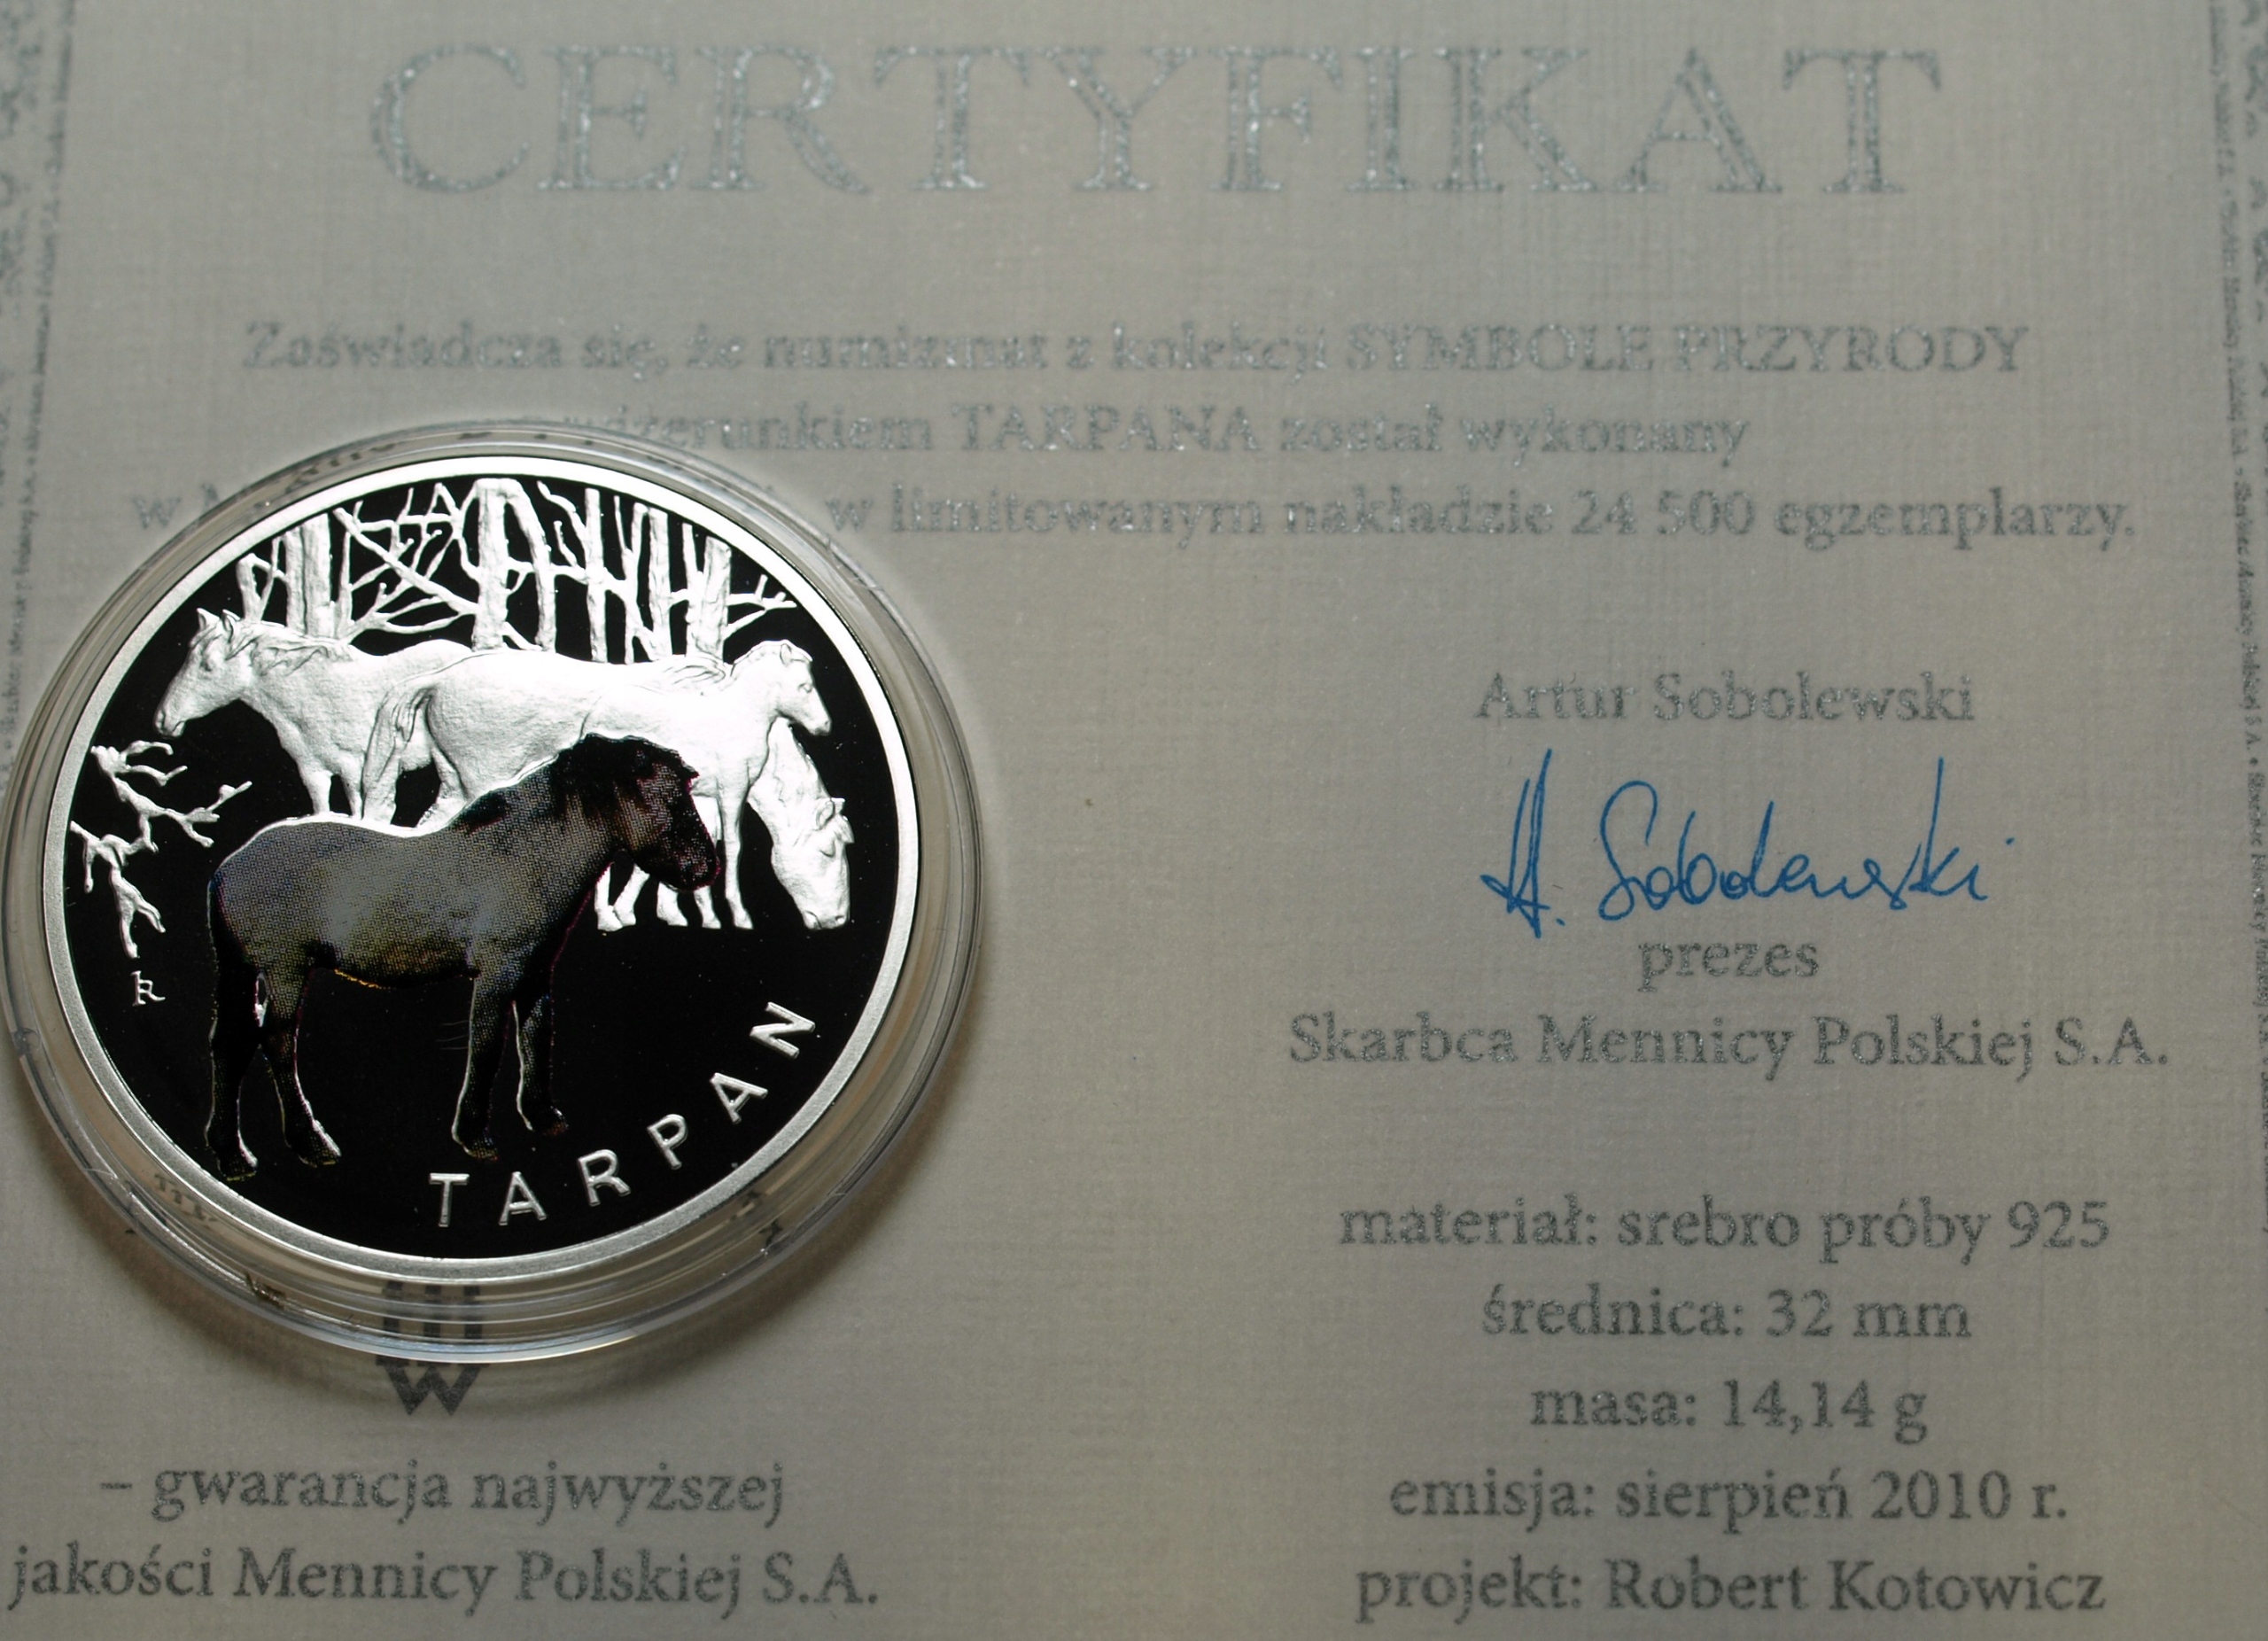 CERTYFIKAT
Zaświadcza się, że numizmat z kolekcji SYMBOLE PRZYRODY
wizerunkiem TARPANA został wykonany
w w limitowanym nakładzie 24 500 egzemplarzy.
Artur Sobolewski
A. Sobolewski
prezes
Skarbca Mennicy Polskiej S.A.
TARPAN
materiał: srebro próby 925
średnica: 32 mm
masa: 14,14 g
emisja: sierpień 2010 r.
projekt: Robert Kotowicz
W
– gwarancja najwyższej
jakości Mennicy Polskiej S.A.